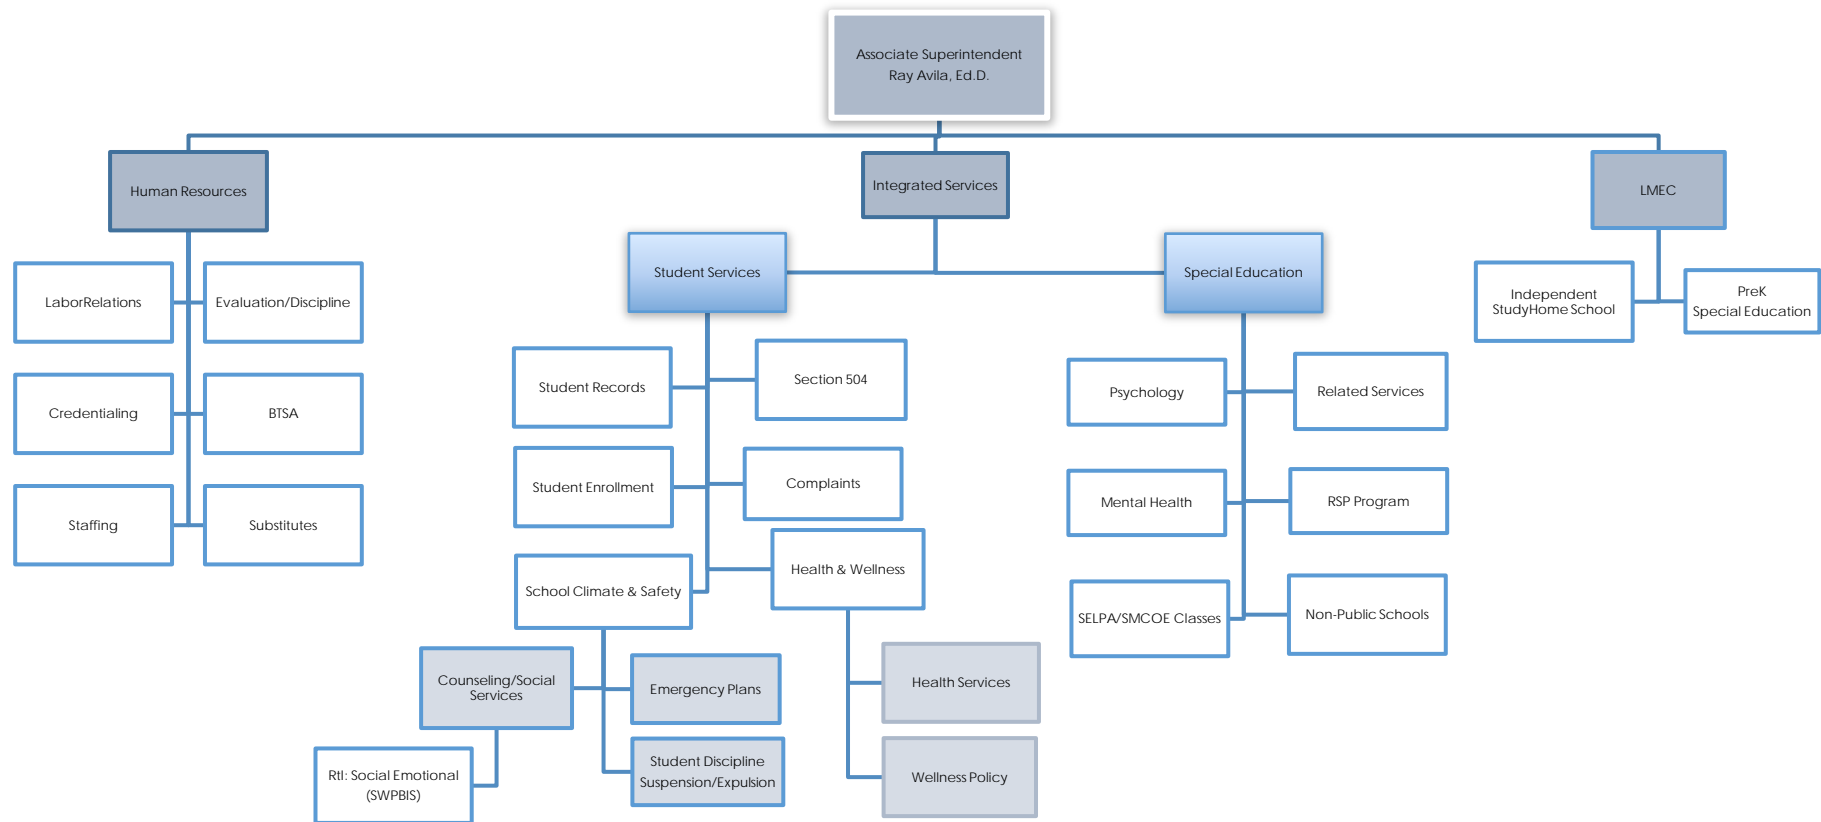 Associate Superintendent
Ray Avila, Ed.D.
Human Resources
Integrated Services
LMEC
LaborRelations
Evaluation/Discipline
Credentialing
BTSA
Staffing
Substitutes
Student Services
Special Education
Student Records
Section 504
Student Enrollment
Complaints
School Climate & Safety
Health & Wellness
Counseling/Social
Services
Emergency Plans
Student Discipline
Suspension/Expulsion
RtI: Social Emotional
(SWPBIS)
Health Services
Wellness Policy
Psychology
Related Services
Mental Health
RSP Program
SELPA/SMCOE Classes
Non-Public Schools
Independent
StudyHome School
PreK
Special Education